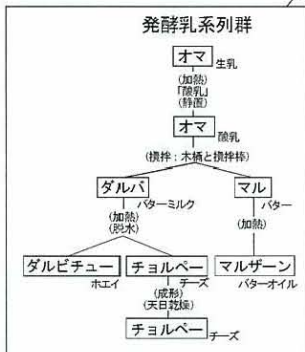 発酵乳系列群
オマ 生乳
(加熱)
「酸乳」
(静置)
オマ 酸乳
(撹拌:木桶と撹拌棒)
ダルバ マル
バターミルク バター
(加熱) (加熱)
(脱水)
ダルビチュー チョルペー マルザーン
ホエイ チーズ バターオイル
(成形)
(天日乾燥)
チョルペー チーズ